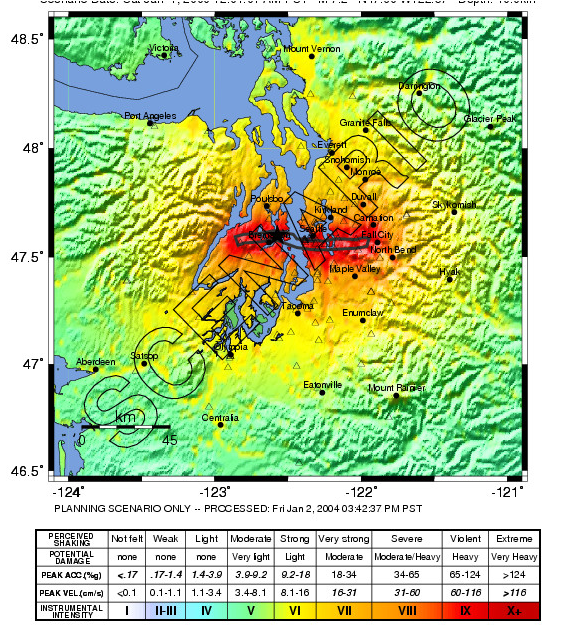 48.5°
48°
47.5°
47°
46.5°
-124°
-123°
-122°
-121°
Victoria
Mount Vernon
Darrington
Port Angeles
Granite Falls
Glacier Peak
Everett
Snohomish
Monroe
Poulsbo
Duvall
Skykomish
Kirkland
Carnation
Seattle
Fall City
North Bend
Maple Valley
Hyak
Tacoma
Enumclaw
Olympia
Aberdeen
Satsop
Eatonville
Mount Rainier
Centralia
km
0 45
SCENARIO
PLANNING SCENARIO ONLY -- PROCESSED: Fri Jan 2, 2004 03:42:37 PM PST
PERCEIVED SHAKING Not felt Weak Light Moderate Strong Very strong Severe Violent Extreme
POTENTIAL DAMAGE none none none Very light Light Moderate Moderate/Heavy Heavy Very Heavy
PEAK ACC.(%g) <.17 .17-1.4 1.4-3.9 3.9-9.2 9.2-18 18-34 34-65 65-124 >124
PEAK VEL.(cm/s) <0.1 0.1-1.1 1.1-3.4 3.4-8.1 8.1-16 16-31 31-60 60-116 >116
INSTRUMENTAL INTENSITY I II-III IV V VI VII VIII IX X+